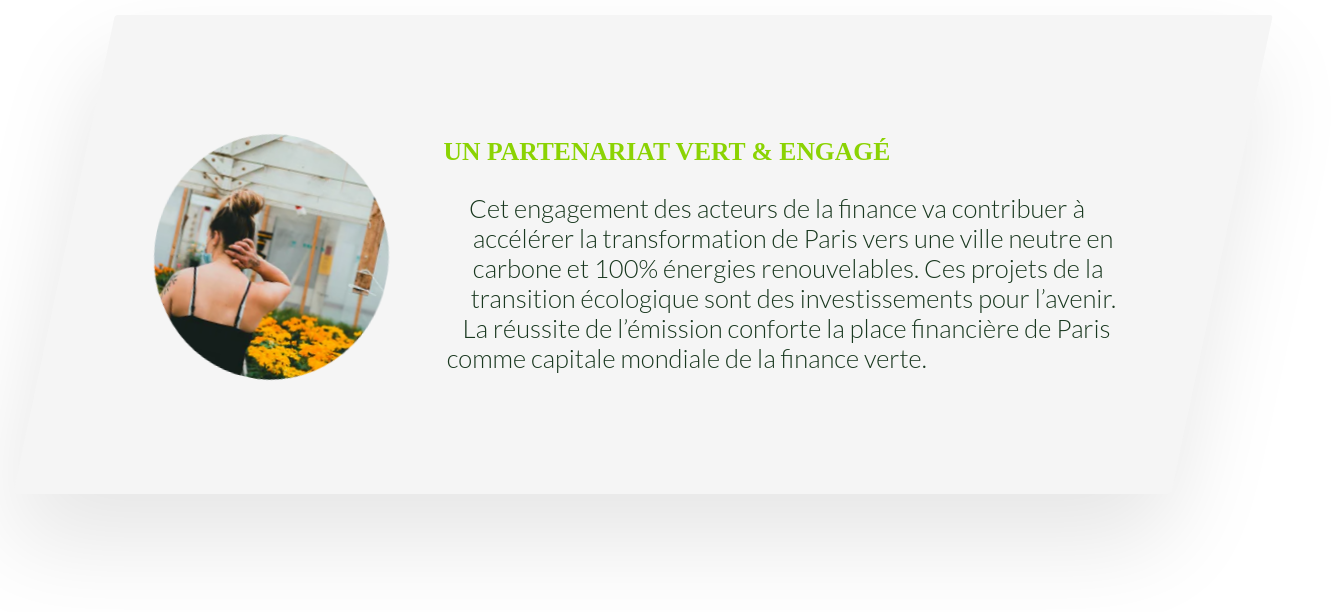 UN PARTENARIAT VERT & ENGAGÉ
Cet engagement des acteurs de la finance va contribuer à
accélérer la transformation de Paris vers une ville neutre en
carbone et 100% énergies renouvelables. Ces projets de la
transition écologique sont des investissements pour l’avenir.
La réussite de l’émission conforte la place financière de Paris
comme capitale mondiale de la finance verte.